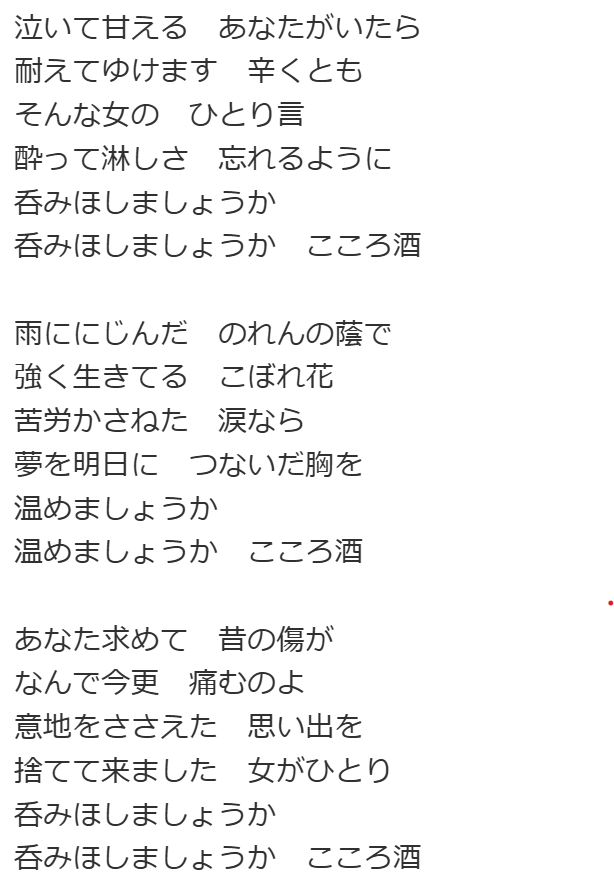 泣いて甘える　あなたがいたら
耐えてゆけます　辛くとも
そんな女の　ひとり言
酔って淋しさ　忘れるように
呑みほしましょうか
呑みほしましょうか　こころ酒

雨ににじんだ　のれんの蔭で
強く生きてる　こぼれ花
苦労かさねた　涙なら
夢を明日に　つないだ胸を
温めましょうか
温めましょうか　こころ酒

あなた求めて　昔の傷が
なんで今更　痛むのよ
意地をささえた　思い出を
捨てて来ました　女がひとり
呑みほしましょうか
呑みほしましょうか　こころ酒